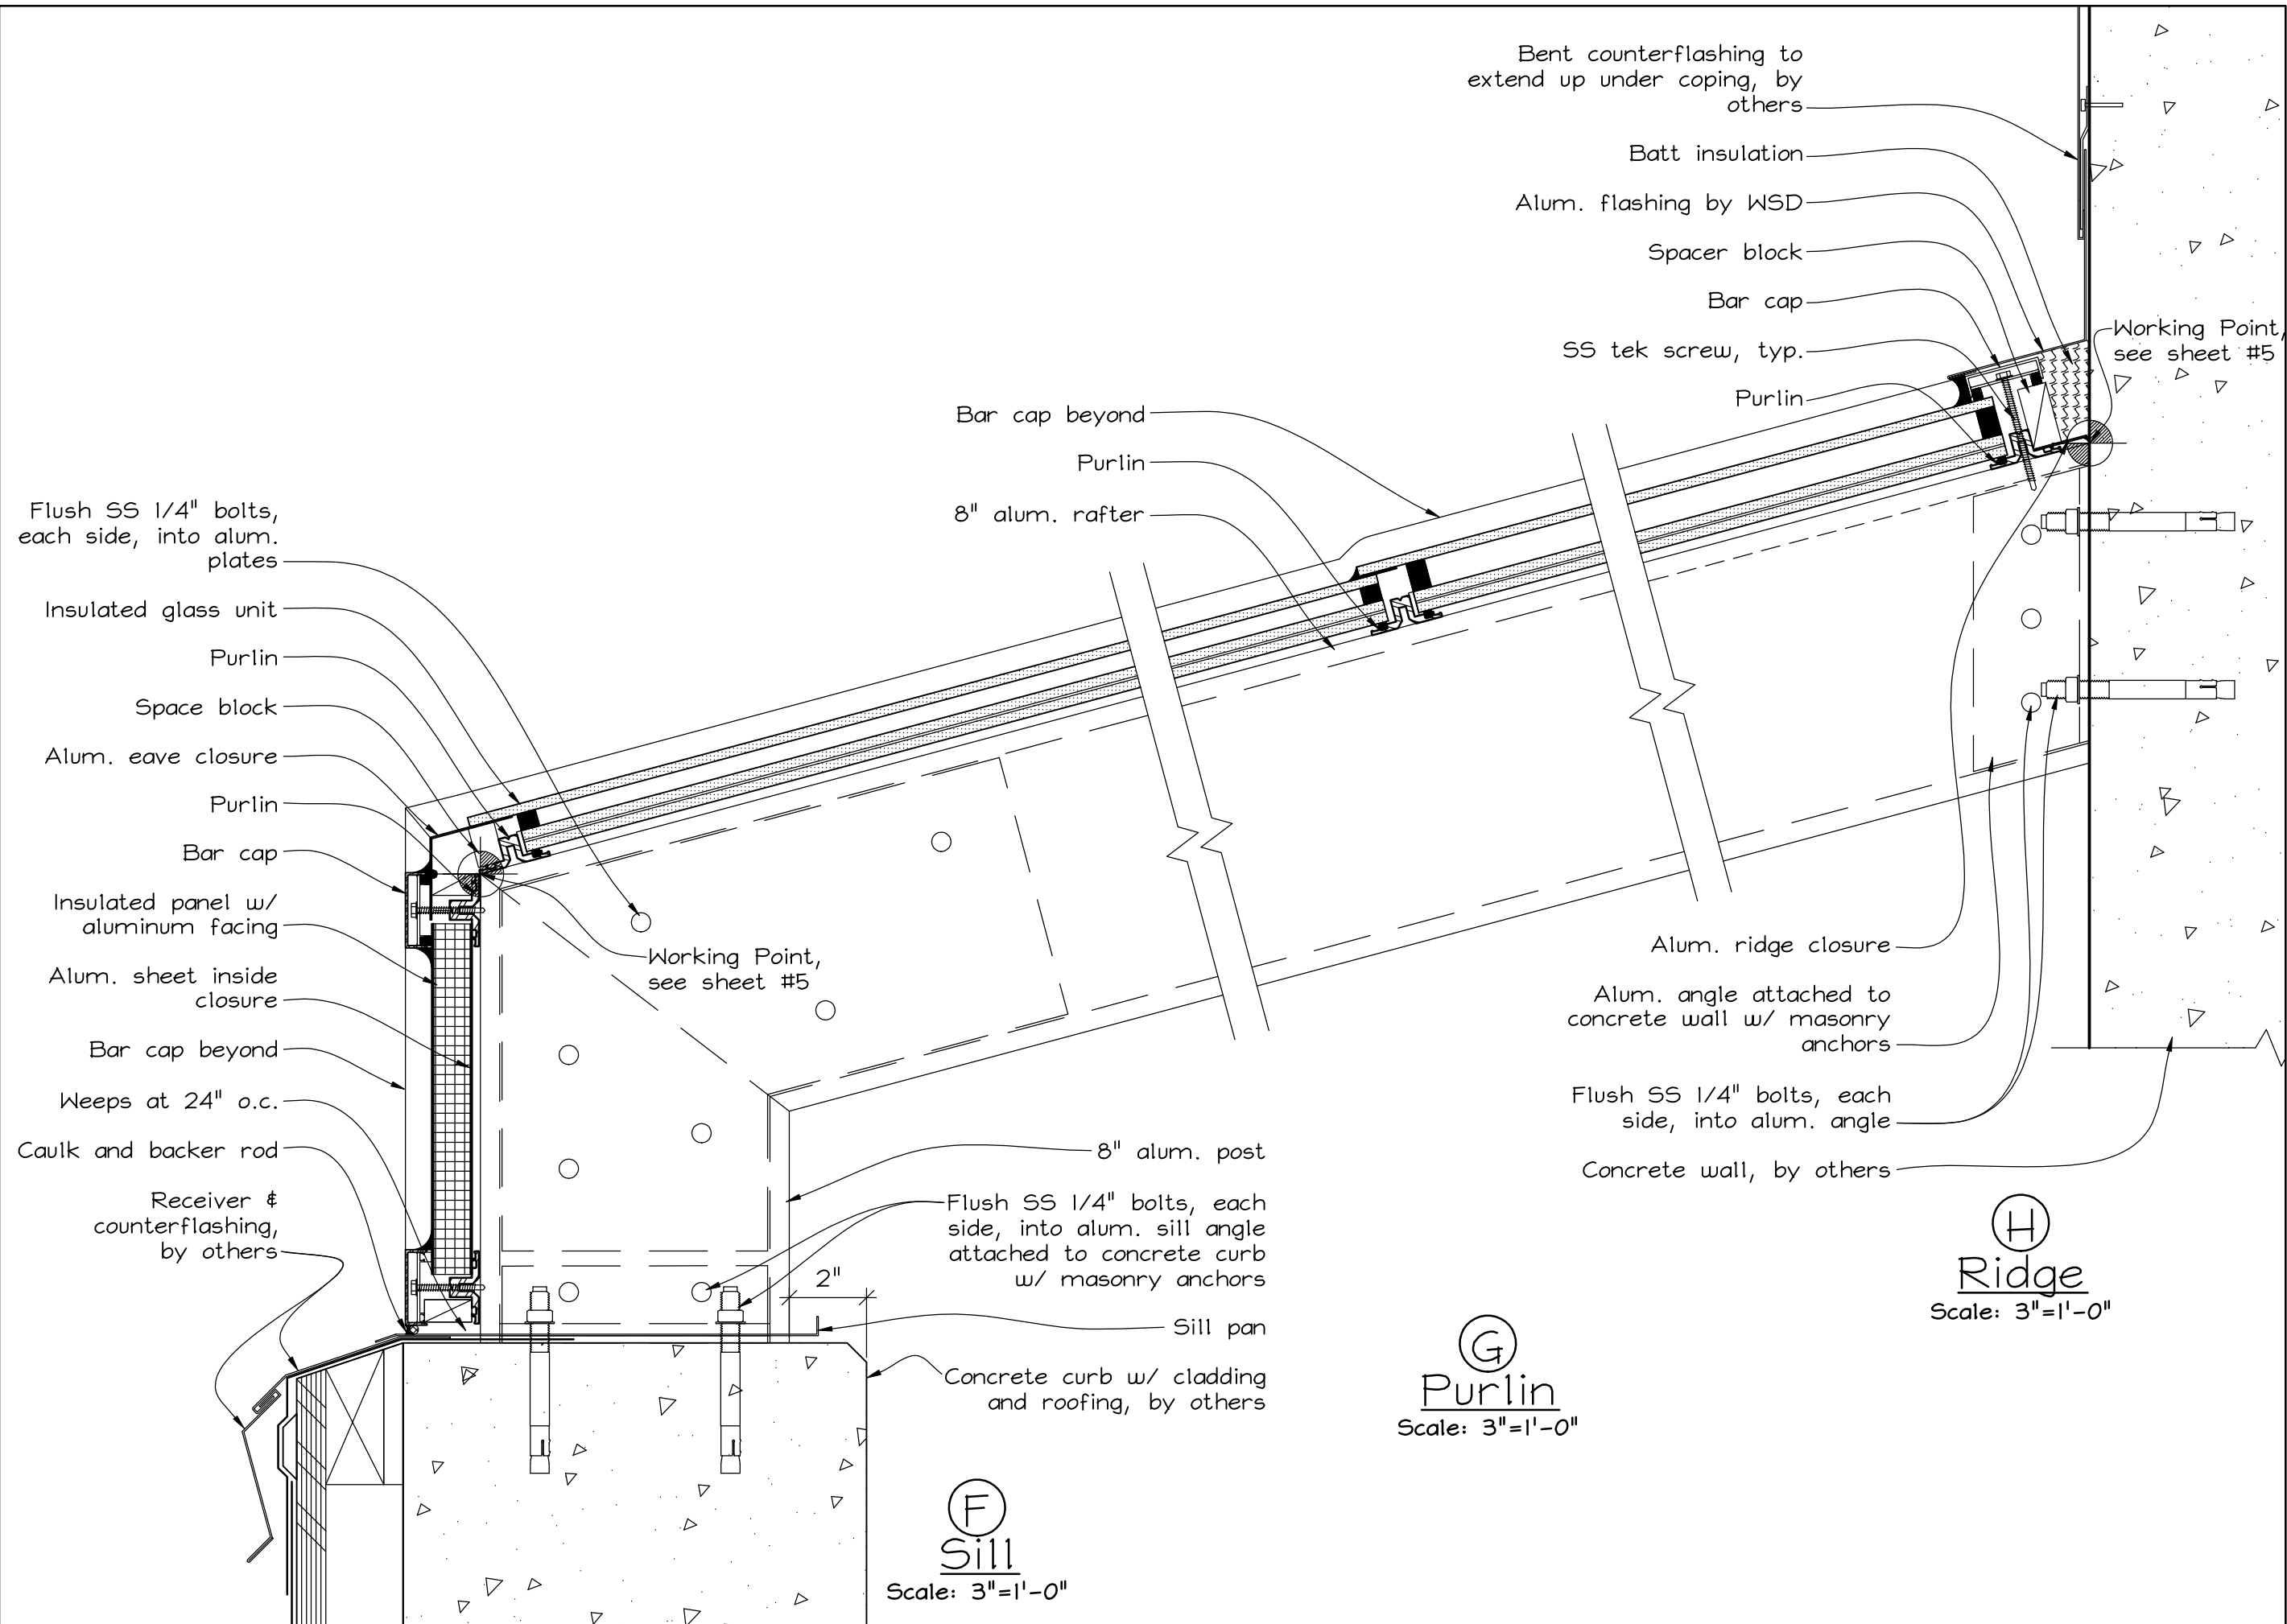 Bent counterflashing to
extend up under coping, by
others
Batt insulation
Alum. flashing by WSD
Spacer block
Bar cap
SS tek screw, typ.
Purlin
Working Point,
see sheet #5
Bar cap beyond
Purlin
8" alum. rafter
Flush SS 1/4" bolts,
each side, into alum.
plates
Insulated glass unit
Purlin
Space block
Alum. eave closure
Purlin
Bar cap
Insulated panel w/
aluminum facing
Alum. sheet inside
closure
Bar cap beyond
Weeps at 24" o.c.
Caulk and backer rod
Receiver &
counterflashing,
by others
Working Point,
see sheet #5
8" alum. post
Flush SS 1/4" bolts, each
side, into alum. sill angle
attached to concrete curb
w/ masonry anchors
2"
Sill pan
Concrete curb w/ cladding
and roofing, by others
Alum. ridge closure
Alum. angle attached to
concrete wall w/ masonry
anchors
Flush SS 1/4" bolts, each
side, into alum. angle
Concrete wall, by others
H
Ridge
Scale: 3"=1'-0"
G
Purlin
Scale: 3"=1'-0"
F
Sill
Scale: 3"=1'-0"